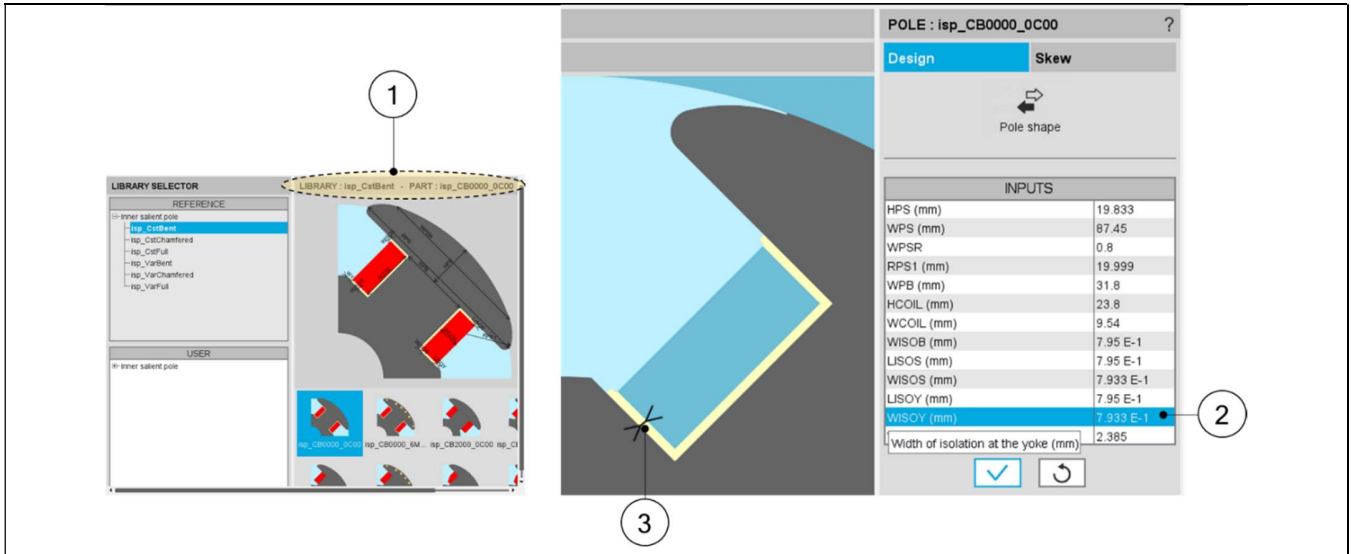 1
LIBRARY SELECTOR
REFERENCE
Inner salient pole
isp_CstBent
isp_CstChamfered
isp_CstFull
isp_VarBent
isp_VarChamfered
isp_VarFull
USER
Inner salient pole
LIBRARY : isp_CstBent - PART : isp_CB0000_0C00
isp_CB0000_0C00
isp_CB0000_6M...
isp_CB2000_0C00
3
POLE : isp_CB0000_0C00 ?
Design Skew
Pole shape
INPUTS
HPS (mm) 19.833
WPS (mm) 87.45
WPSR 0.8
RPS1 (mm) 19.999
WPB (mm) 31.8
HCOIL (mm) 23.8
WCOIL (mm) 9.54
WISOB (mm) 7.95 E-1
LISOS (mm) 7.95 E-1
WISOS (mm) 7.933 E-1
LISOY (mm) 7.95 E-1
WISOY (mm) 7.933 E-1
2.385
Width of isolation at the yoke (mm)
2